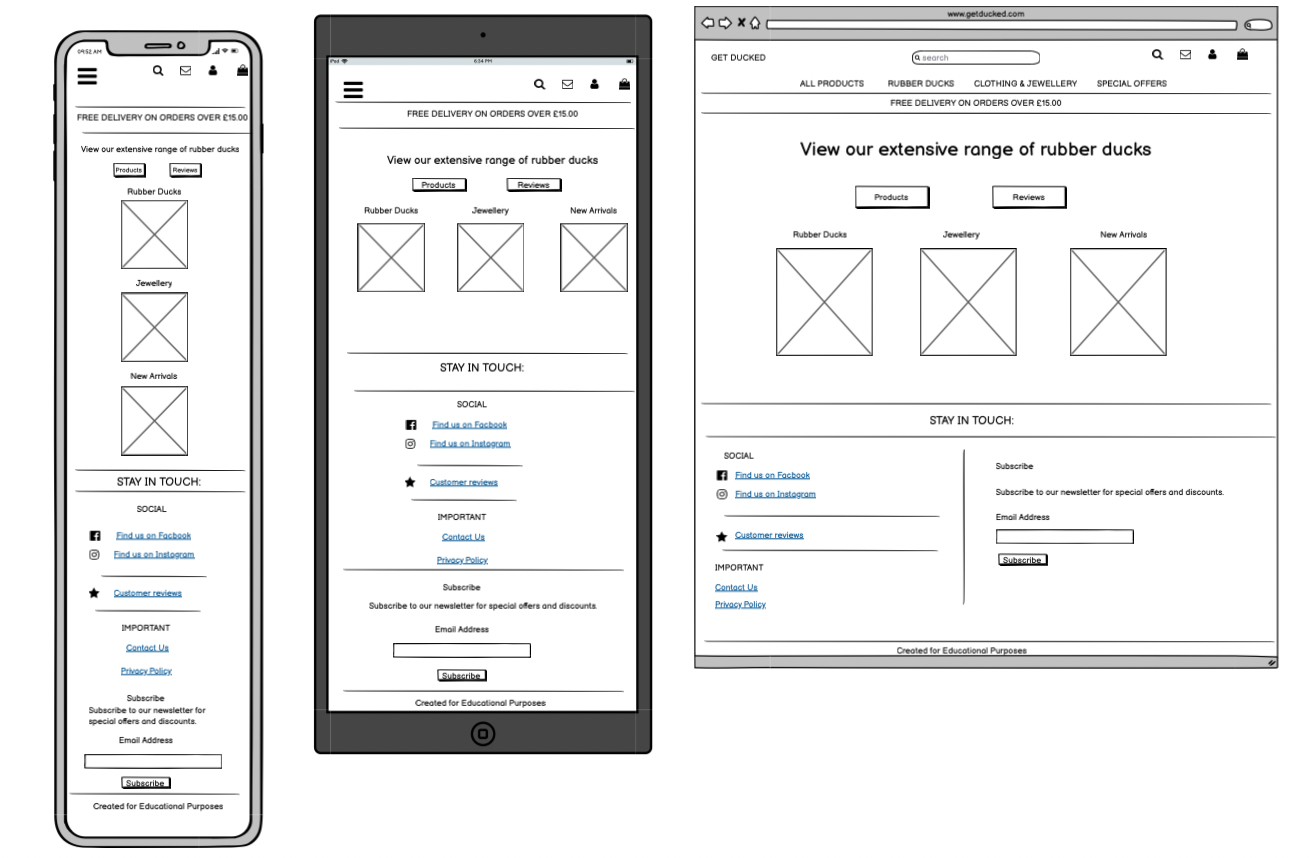 09:52 AM
FREE DELIVERY ON ORDERS OVER £15.00
View our extensive range of rubber ducks
Products
Reviews
Rubber Ducks
Jewellery
New Arrivals
STAY IN TOUCH:
SOCIAL
Find us on Facbook
Find us on Instagram
Customer reviews
IMPORTANT
Contact Us
Privacy Policy
Subscribe
Subscribe to our newsletter for
special offers and discounts.
Email Address
Subscribe
Created for Educational Purposes
iPad
6:34 PM
FREE DELIVERY ON ORDERS OVER £15.00
View our extensive range of rubber ducks
Products
Reviews
Rubber Ducks
Jewellery
New Arrivals
STAY IN TOUCH:
SOCIAL
Find us on Facbook
Find us on Instagram
Customer reviews
IMPORTANT
Contact Us
Privacy Policy
Subscribe
Subscribe to our newsletter for special offers and discounts.
Email Address
Subscribe
Created for Educational Purposes
www.getducked.com
GET DUCKED
search
ALL PRODUCTS
RUBBER DUCKS
CLOTHING & JEWELLERY
SPECIAL OFFERS
FREE DELIVERY ON ORDERS OVER £15.00
View our extensive range of rubber ducks
Products
Reviews
Rubber Ducks
Jewellery
New Arrivals
STAY IN TOUCH:
SOCIAL
Find us on Facbook
Find us on Instagram
Customer reviews
IMPORTANT
Contact Us
Privacy Policy
Subscribe
Subscribe to our newsletter for special offers and discounts.
Email Address
Subscribe
Created for Educational Purposes